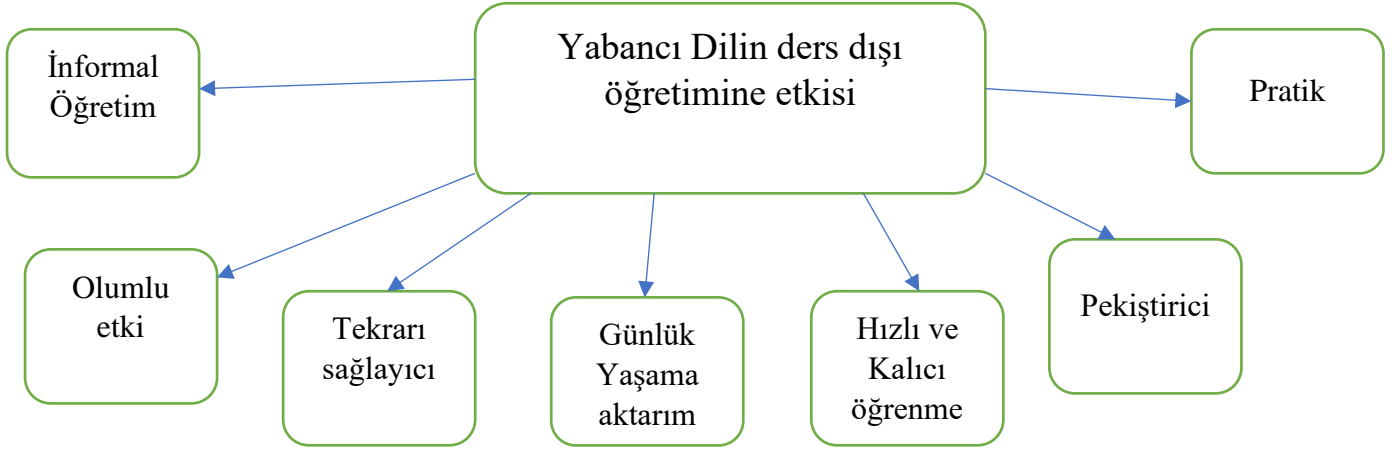 Yabancı Dilin ders dışı
öğretimine etkisi
İnformal
Öğretim
Pratik
Olumlu
etki
Tekrarı
sağlayıcı
Günlük
Yaşama
aktarım
Hızlı ve
Kalıcı
öğrenme
Pekiştirici